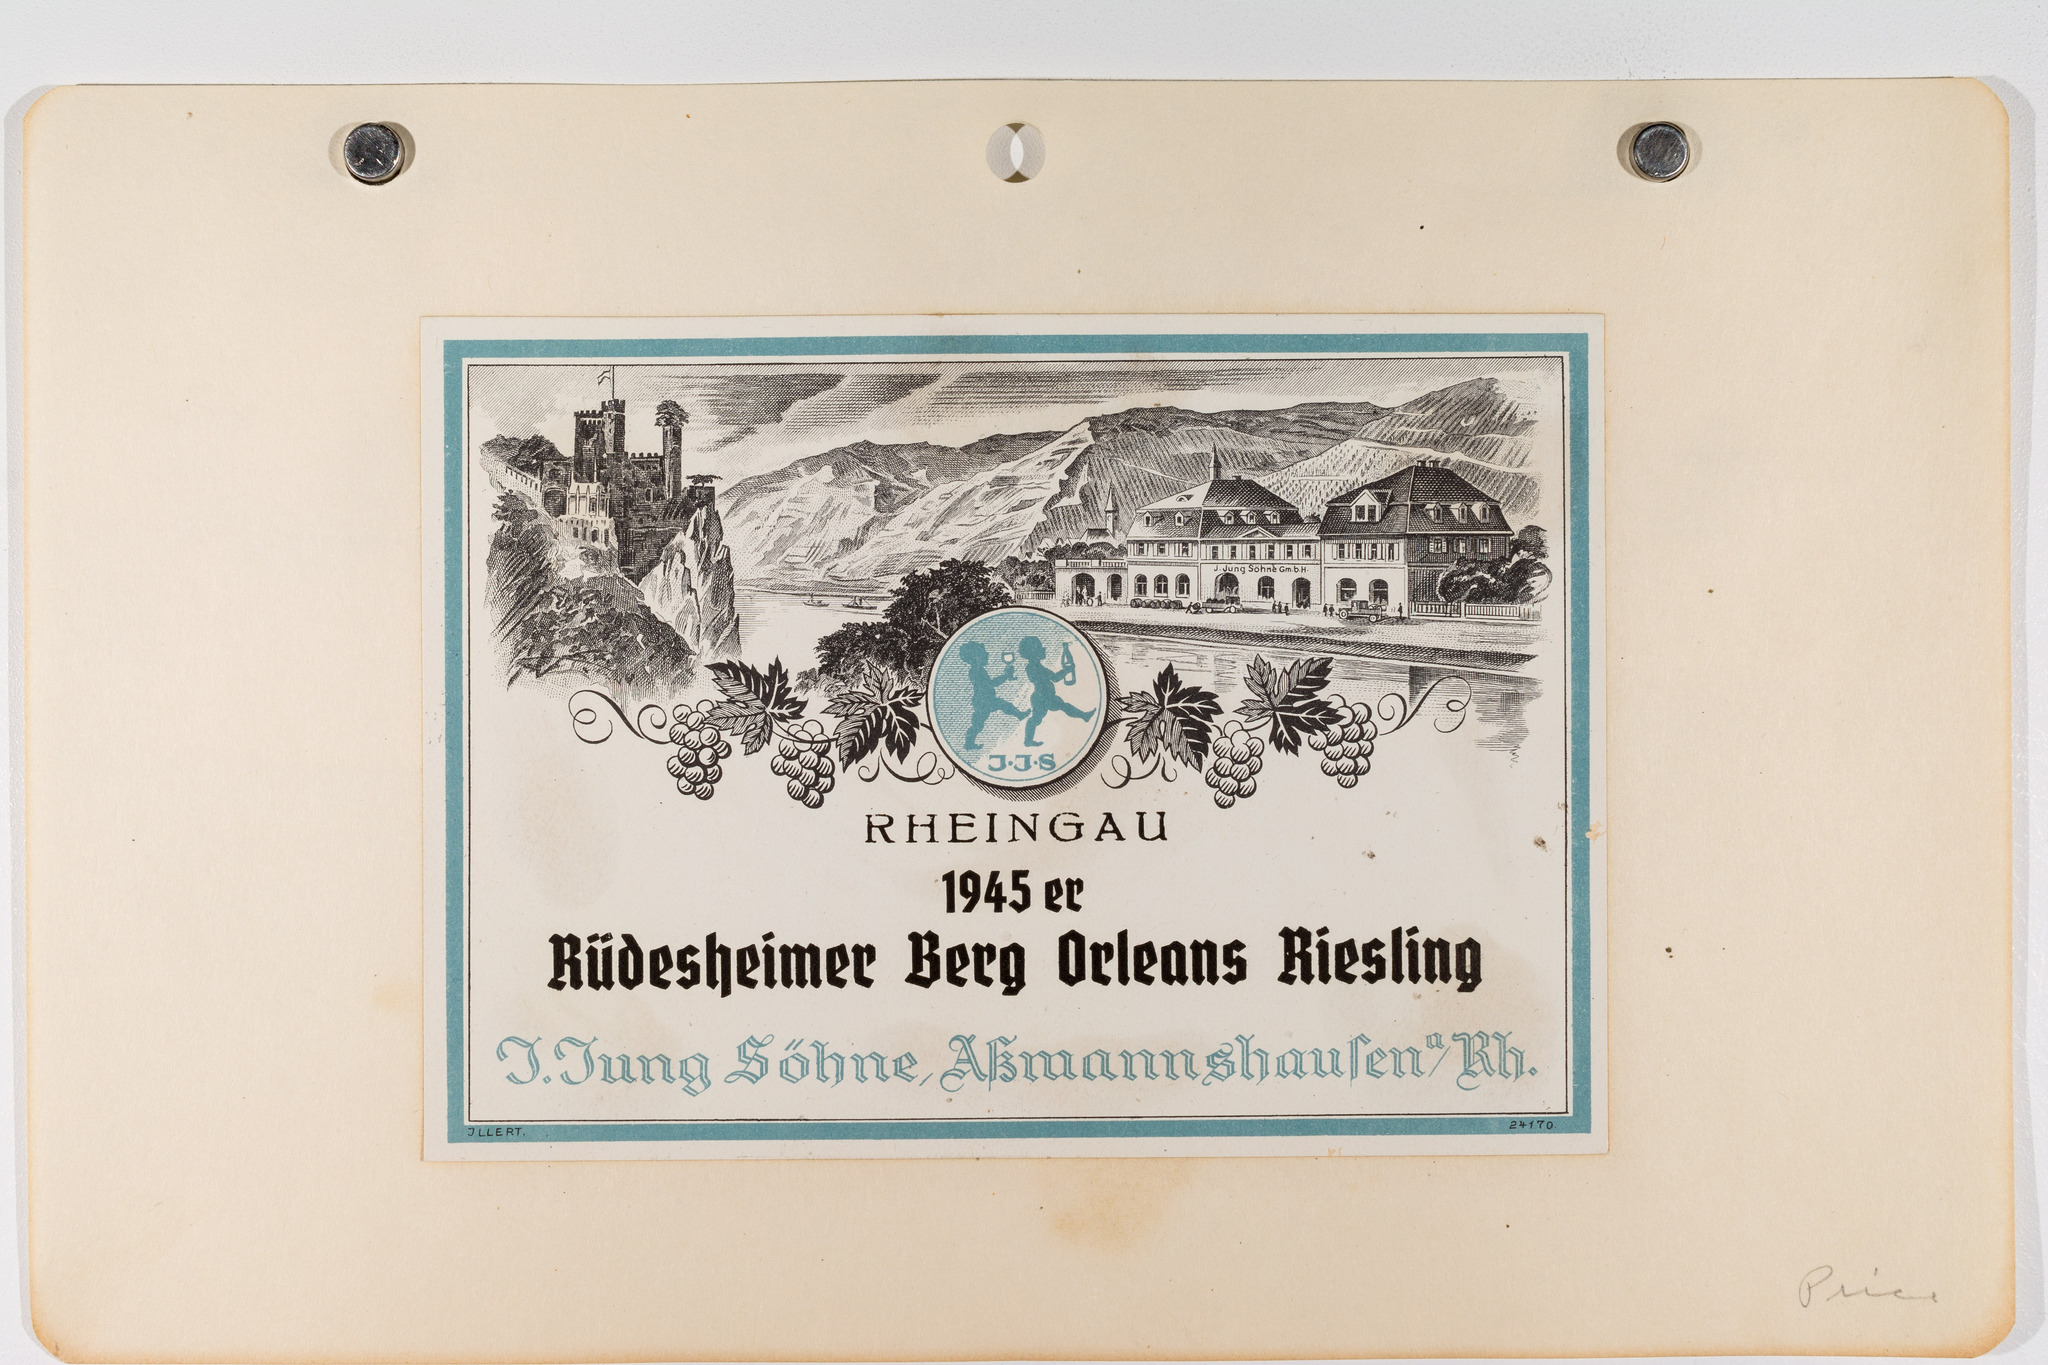 J. Jung Söhne G.m.b.H.
J·J·S
RHEINGAU
1945 er
Rüdesheimer Berg Orleans Riesling
J. Jung Söhne, Aßmannshauſen a/Rh.
JLLERT.
24170
Price